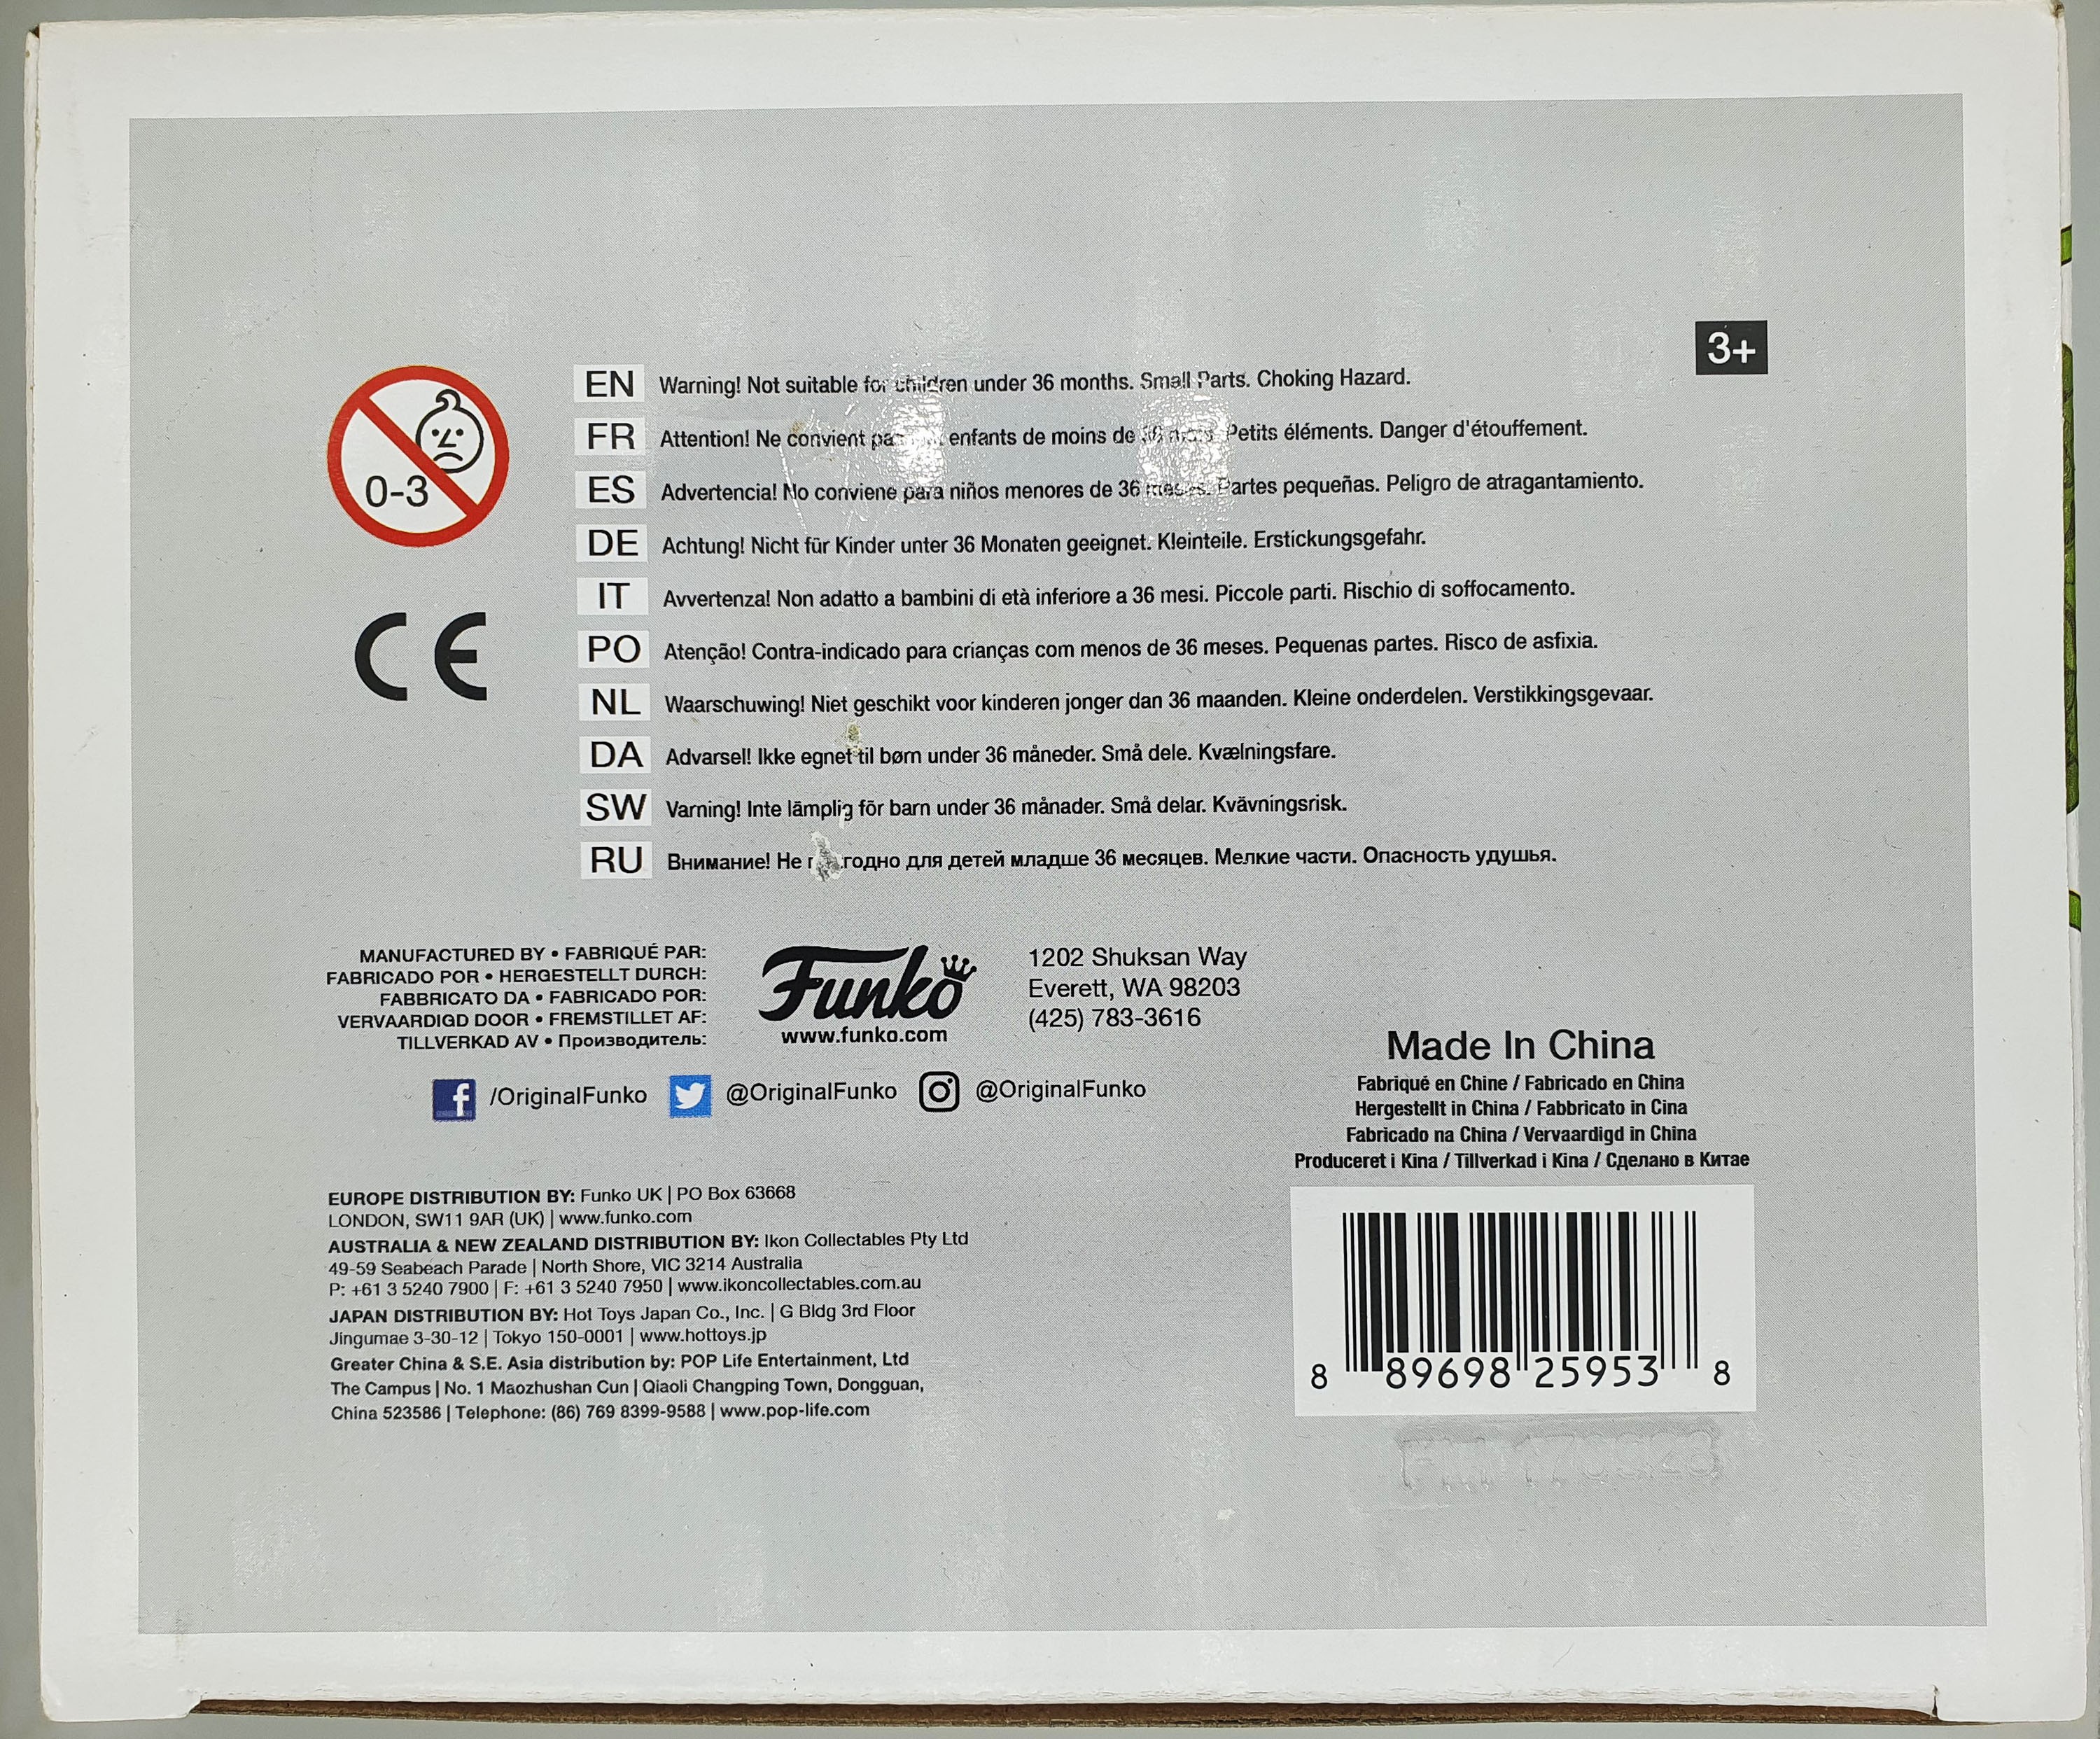 3+
0-3
CE
EN Warning! Not suitable for children under 36 months. Small Parts. Choking Hazard.
FR Attention! Ne convient enfants de moins de 36 mois. Petits éléments. Danger d'étouffement.
ES Advertencia! No conviene para niños menores de 36 meses. Partes pequeñas. Peligro de atragantamiento.
DE Achtung! Nicht für Kinder unter 36 Monaten geeignet. Kleinteile. Erstickungsgefahr.
IT Avvertenza! Non adatto a bambini di età inferiore a 36 mesi. Piccole parti. Rischio di soffocamento.
PO Atenção! Contra-indicado para crianças com menos de 36 meses. Pequenas partes. Risco de asfixia.
NL Waarschuwing! Niet geschikt voor kinderen jonger dan 36 maanden. Kleine onderdelen. Verstikkingsgevaar.
DA Advarsel! Ikke egnet til børn under 36 måneder. Små dele. Kvælningsfare.
SW Varning! Inte lämplig för barn under 36 månader. Små delar. Kvävningsrisk.
RU Внимание! Не для детей младше 36 месяцев. Мелкие части. Опасность удушья.
MANUFACTURED BY • FABRIQUÉ PAR:
FABRICADO POR • HERGESTELLT DURCH:
FABBRICATO DA • FABRICADO POR:
VERVAARDIGD DOOR • FREMSTILLET AF:
TILLVERKAD AV • Производитель:
Funko
www.funko.com
1202 Shuksan Way
Everett, WA 98203
(425) 783-3616
/OriginalFunko @OriginalFunko @OriginalFunko
Made In China
Fabriqué en Chine / Fabricado en China
Hergestellt in China / Fabbricato in Cina
Fabricado na China / Vervaardigd in China
Produceret i Kina / Tillverkad i Kina / Сделано в Китае
EUROPE DISTRIBUTION BY: Funko UK | PO Box 63668
LONDON, SW11 9AR (UK) | www.funko.com
AUSTRALIA & NEW ZEALAND DISTRIBUTION BY: Ikon Collectables Pty Ltd
49-59 Seabeach Parade | North Shore, VIC 3214 Australia
P: +61 3 5240 7900 | F: +61 3 5240 7950 | www.ikoncollectables.com.au
JAPAN DISTRIBUTION BY: Hot Toys Japan Co., Inc. | G Bldg 3rd Floor
Jingumae 3-30-12 | Tokyo 150-0001 | www.hottoys.jp
Greater China & S.E. Asia distribution by: POP Life Entertainment, Ltd
The Campus | No. 1 Maozhushan Cun | Qiaoli Changping Town, Dongguan,
China 523586 | Telephone: (86) 769 8399-9588 | www.pop-life.com
8 89698 25953 8